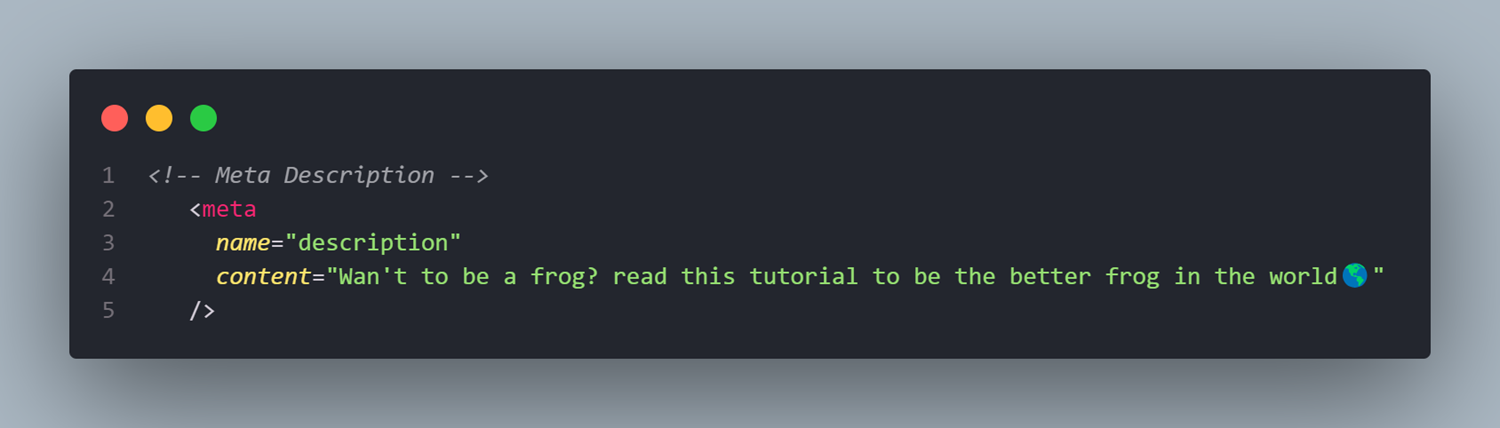 1 <!-- Meta Description -->
2 <meta
3 name="description"
4 content="Wan't to be a frog? read this tutorial to be the better frog in the world🌎"
5 />